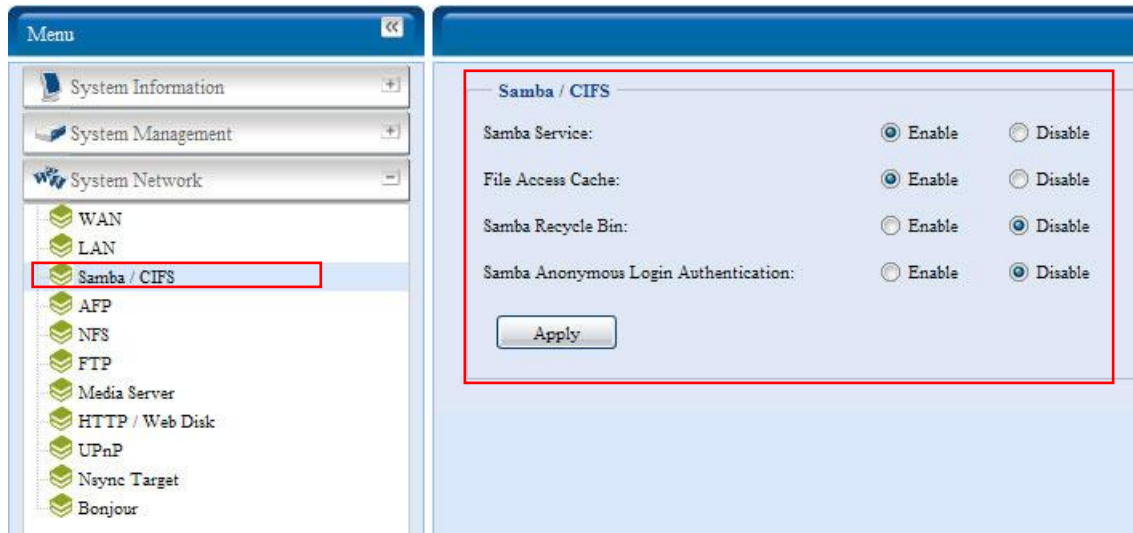 Menu
System Information
System Management
System Network
WAN
LAN
Samba / CIFS
AFP
NFS
FTP
Media Server
HTTP / Web Disk
UPnP
Nsync Target
Bonjour
Samba / CIFS
Samba Service: Enable Disable
File Access Cache: Enable Disable
Samba Recycle Bin: Enable Disable
Samba Anonymous Login Authentication: Enable Disable
Apply